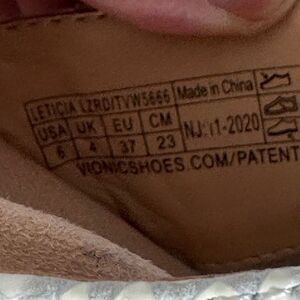 LETICIA LZRD/TVW5666 Made in China
USA UK EU CM
6 4 37 23
NJ:11-2020
VIONICSHOES.COM/PATENT